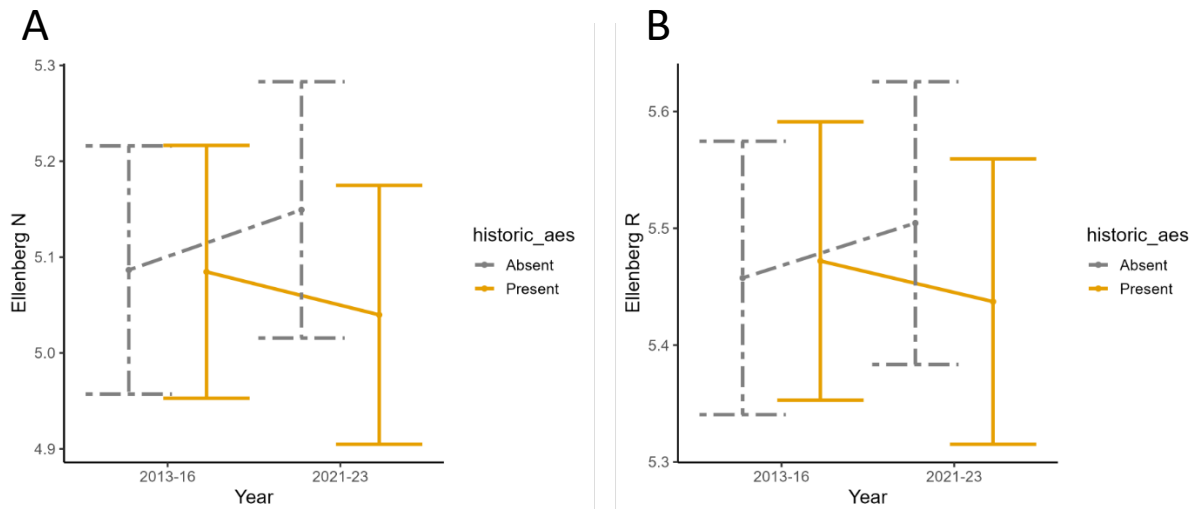 A
Ellenberg N
5.3
5.2
5.1
5.0
4.9
2013-16
2021-23
Year
historic_aes
Absent
Present
B
Ellenberg R
5.6
5.5
5.4
5.3
2013-16
2021-23
Year
historic_aes
Absent
Present